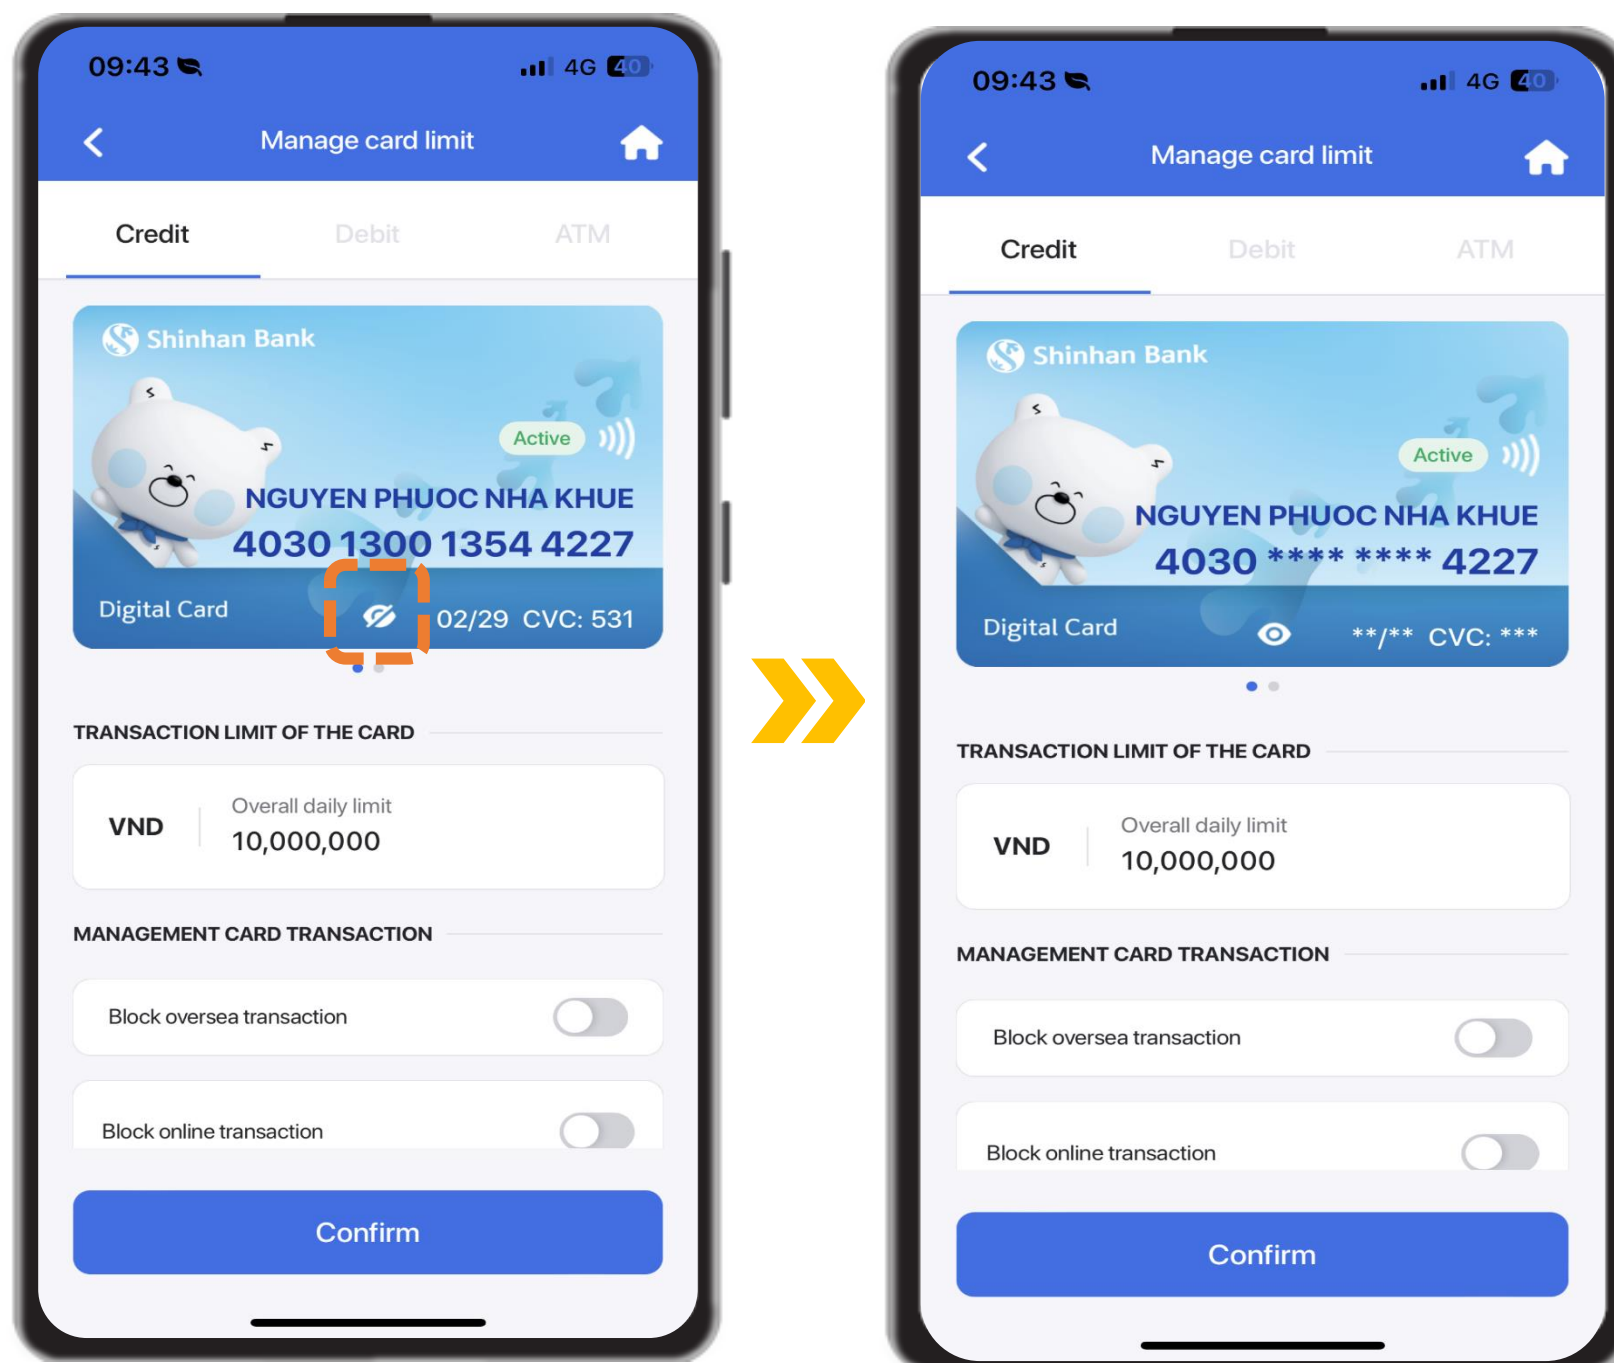 09:43 4G 40
Manage card limit
Credit Debit ATM
Shinhan Bank
Active
NGUYEN PHUOC NHA KHUE
4030 1300 1354 4227
Digital Card 02/29 CVC: 531
TRANSACTION LIMIT OF THE CARD
Overall daily limit
VND 10,000,000
MANAGEMENT CARD TRANSACTION
Block oversea transaction
Block online transaction
Confirm
09:43 4G 40
Manage card limit
Credit Debit ATM
Shinhan Bank
Active
NGUYEN PHUOC NHA KHUE
4030 **** **** 4227
Digital Card **/** CVC: ***
TRANSACTION LIMIT OF THE CARD
Overall daily limit
VND 10,000,000
MANAGEMENT CARD TRANSACTION
Block oversea transaction
Block online transaction
Confirm